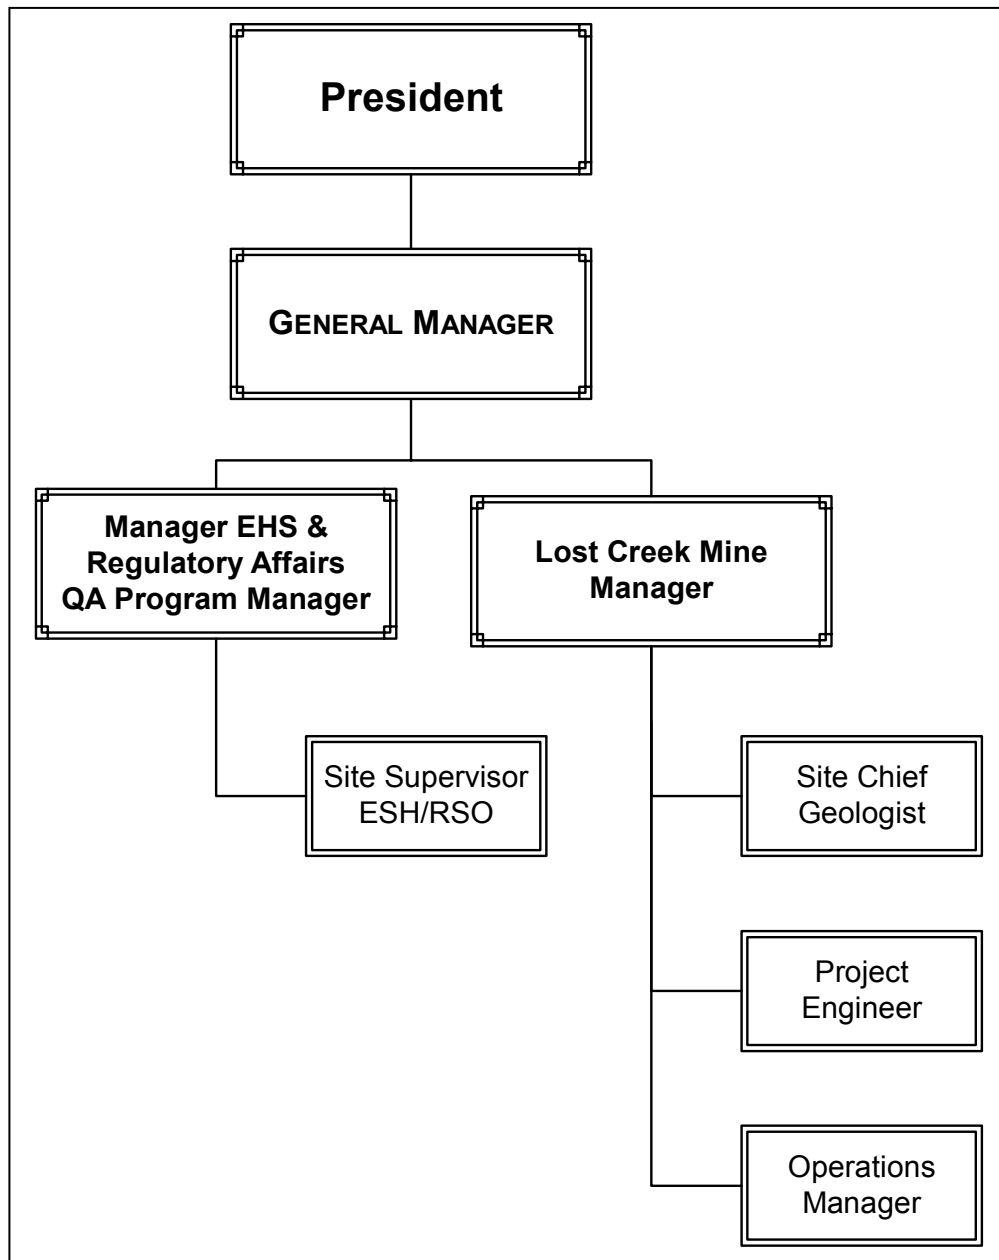 President
GENERAL MANAGER
Manager EHS &
Regulatory Affairs
QA Program Manager
Lost Creek Mine
Manager
Site Supervisor
ESH/RSO
Site Chief
Geologist
Project
Engineer
Operations
Manager